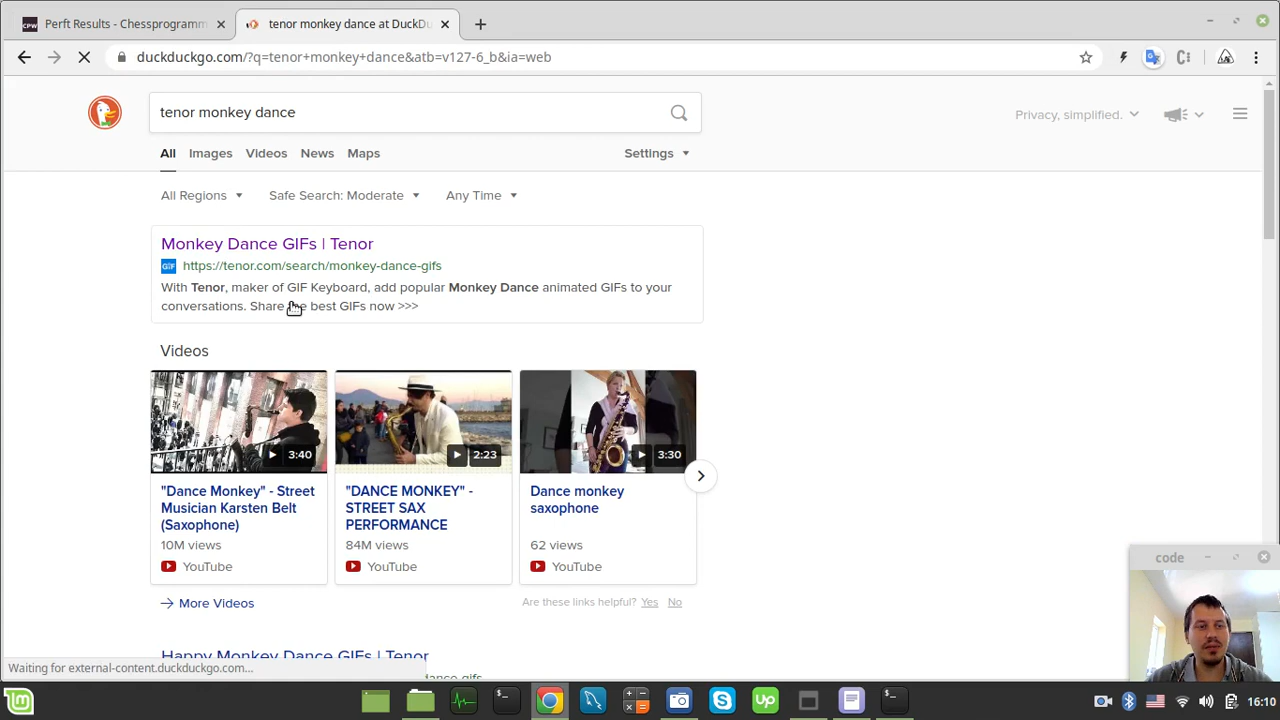 CPW Perft Results - Chessprogramm
tenor monkey dance at DuckDu
duckduckgo.com/?q=tenor+monkey+dance&atb=v127-6_b&ia=web
tenor monkey dance
Privacy, simplified.
All Images Videos News Maps
Settings
All Regions Safe Search: Moderate Any Time
Monkey Dance GIFs | Tenor
GIF https://tenor.com/search/monkey-dance-gifs
With Tenor, maker of GIF Keyboard, add popular Monkey Dance animated GIFs to your
conversations. Share the best GIFs now >>>
Videos
3:40
2:23
3:30
"Dance Monkey" - Street
Musician Karsten Belt
(Saxophone)
10M views
YouTube
"DANCE MONKEY" -
STREET SAX
PERFORMANCE
84M views
YouTube
Dance monkey
saxophone
62 views
YouTube
More Videos
Are these links helpful? Yes No
Happy Monkey Dance GIFs | Tenor
dance gifs
Waiting for external-content.duckduckgo.com...
code
Up
16:10